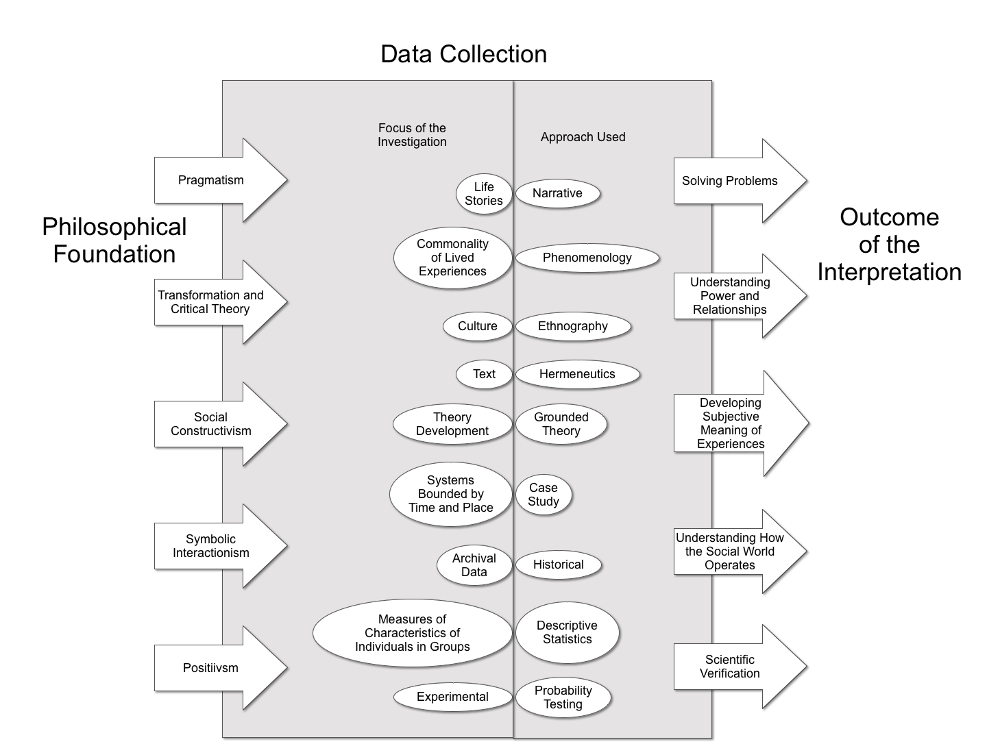 Data Collection
Philosophical
Foundation
Pragmatism
Transformation and
Critical Theory
Social
Constructivism
Symbolic
Interactionism
Positiivsm
Focus of the
Investigation
Approach Used
Life
Stories
Narrative
Commonality
of Lived
Experiences
Phenomenology
Culture
Ethnography
Text
Hermeneutics
Theory
Development
Grounded
Theory
Systems
Bounded by
Time and Place
Case
Study
Archival
Data
Historical
Measures of
Characteristics of
Individuals in Groups
Descriptive
Statistics
Experimental
Probability
Testing
Solving Problems
Understanding
Power and
Relationships
Developing
Subjective
Meaning of
Experiences
Understanding How
the Social World
Operates
Scientific
Verification
Outcome
of the
Interpretation